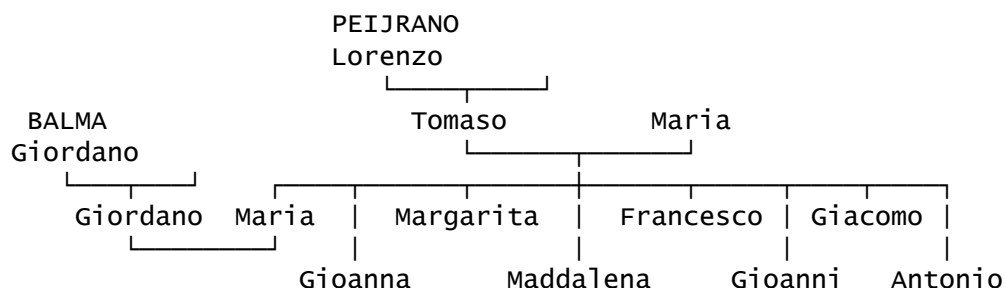 PEIJRANO
Lorenzo
BALMA Tomaso Maria
Giordano
Giordano Maria Margarita Francesco Giacomo
Gioanna Maddalena Gioanni Antonio